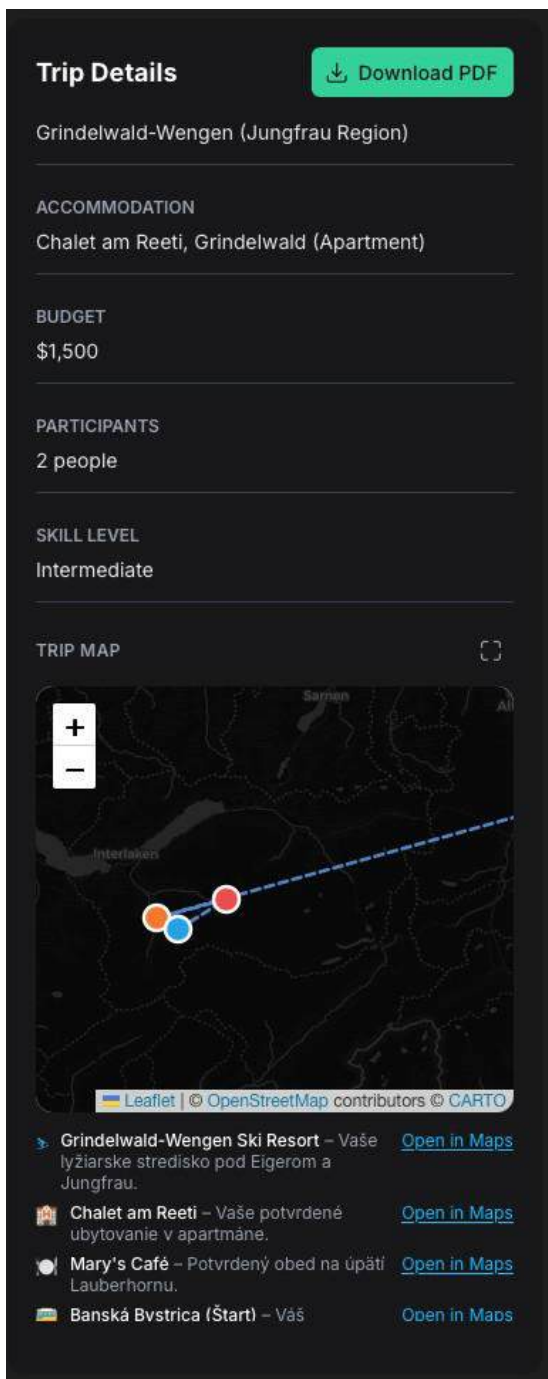 Trip Details
Download PDF
Grindelwald-Wengen (Jungfrau Region)
ACCOMMODATION
Chalet am Reeti, Grindelwald (Apartment)
BUDGET
$1,500
PARTICIPANTS
2 people
SKILL LEVEL
Intermediate
TRIP MAP
Sarnen
Al
+
−
Interlaken
Leaflet | © OpenStreetMap contributors © CARTO
Grindelwald-Wengen Ski Resort – Vaše
Open in Maps
lyžiarske stredisko pod Eigerom a
Jungfrau.
Chalet am Reeti – Vaše potvrdené
Open in Maps
ubytovanie v apartmáne.
Mary's Café – Potvrdený obed na úpätí
Open in Maps
Lauberhornu.
Banská Bystrica (Štart) – Váš
Open in Maps